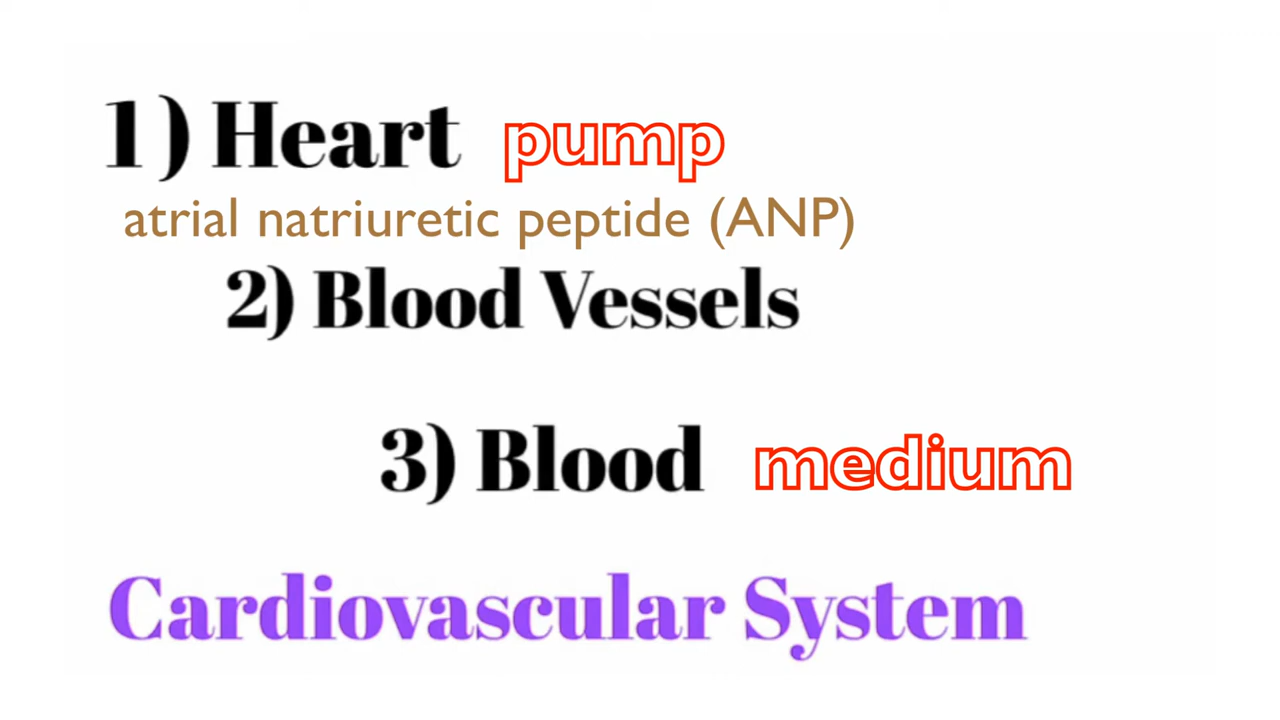 1) Heart pump
atrial natriuretic peptide (ANP)
2) Blood Vessels
3) Blood medium
Cardiovascular System